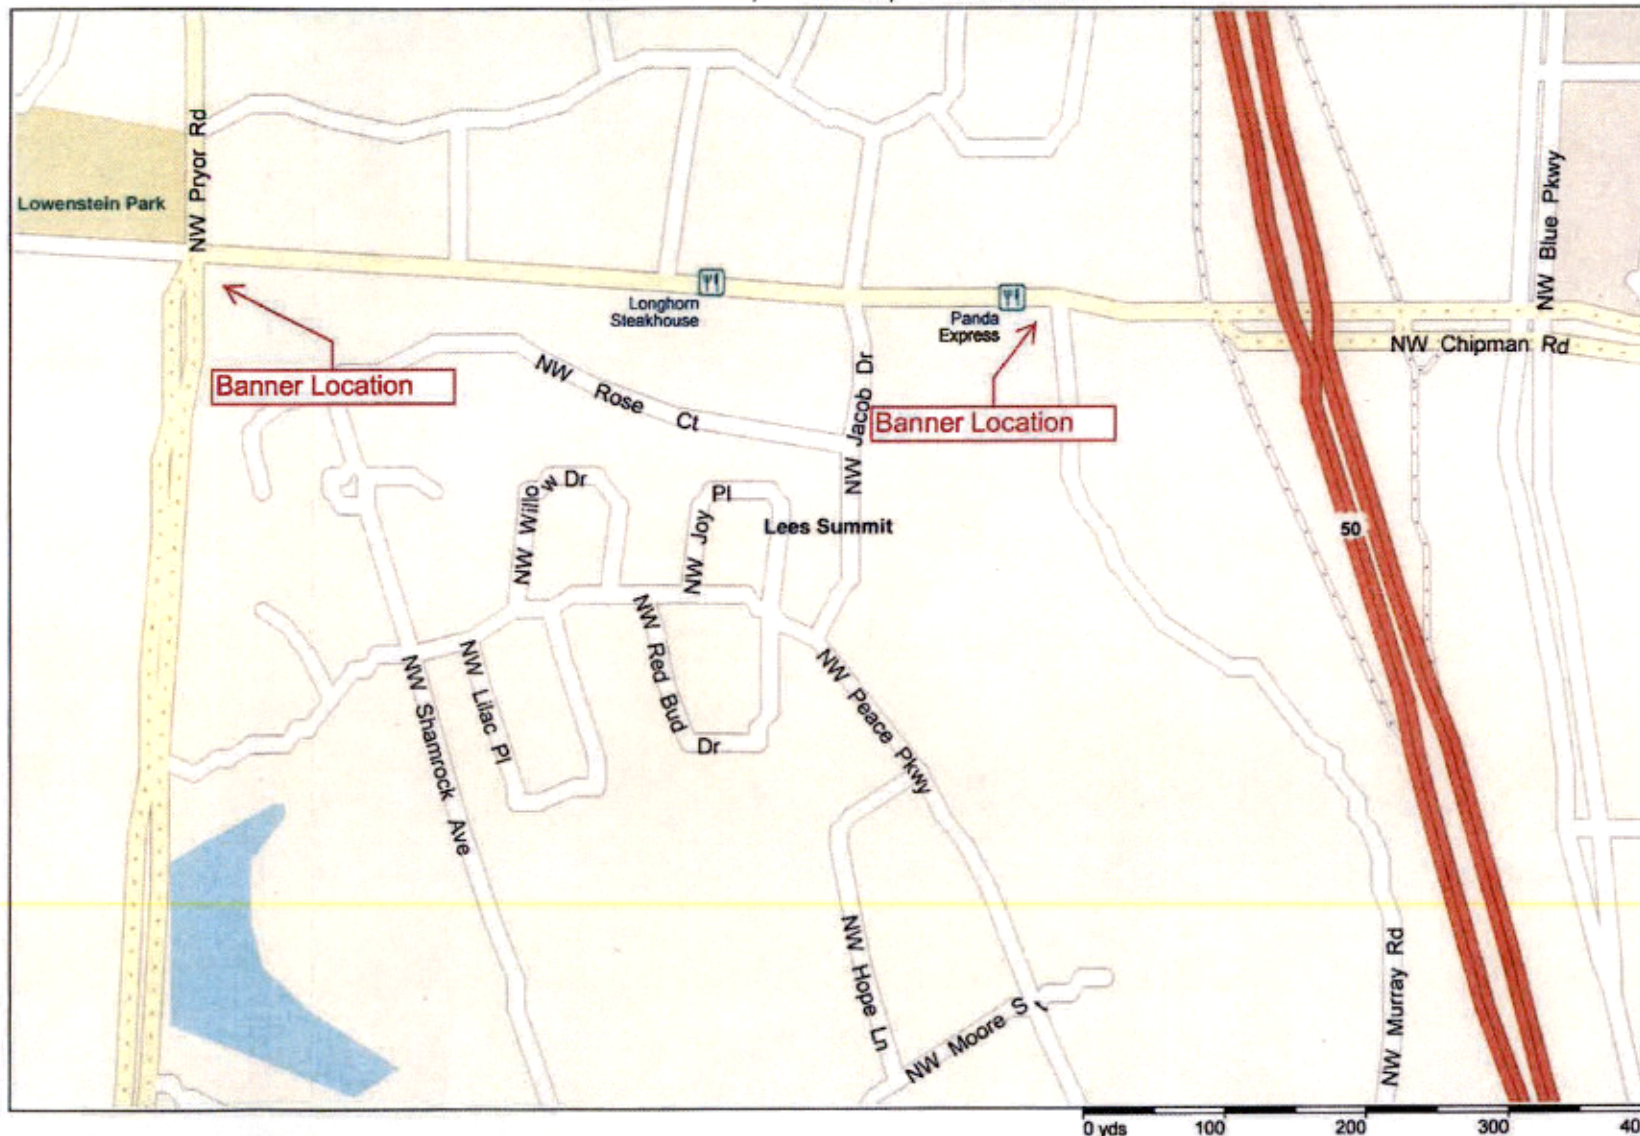 NW Pryor Rd
Lowenstein Park
NW Blue Pkwy
Longhorn
Steakhouse
Panda
Express
NW Chipman Rd
Banner Location
Banner Location
NW Rose Ct
NW Jacob Dr
NW Willow Dr
NW Joy Pl
Lees Summit
50
NW Red Bud Dr
NW Lilac Pl
NW Shamrock Ave
NW Peace Pkwy
NW Hope Ln
NW Moore S
NW Murray Rd
0 yds 100 200 300